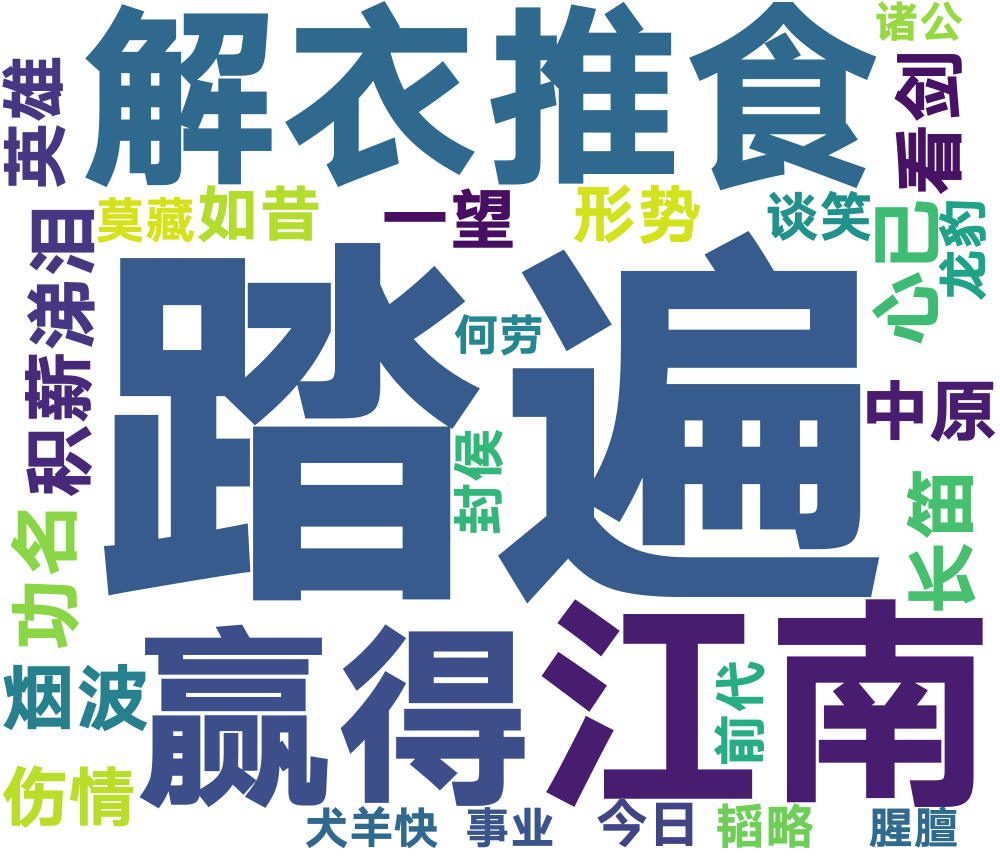 诸公
解衣推食
英雄
看剑
莫藏
如昔
一望
形势
谈笑
心已
龙豹
积薪涕泪
踏遍
何劳
中原
封侯
长笛
功名
江南
赢得
烟波
前代
伤情
犬羊快
事业
今日
韬略
腥膻